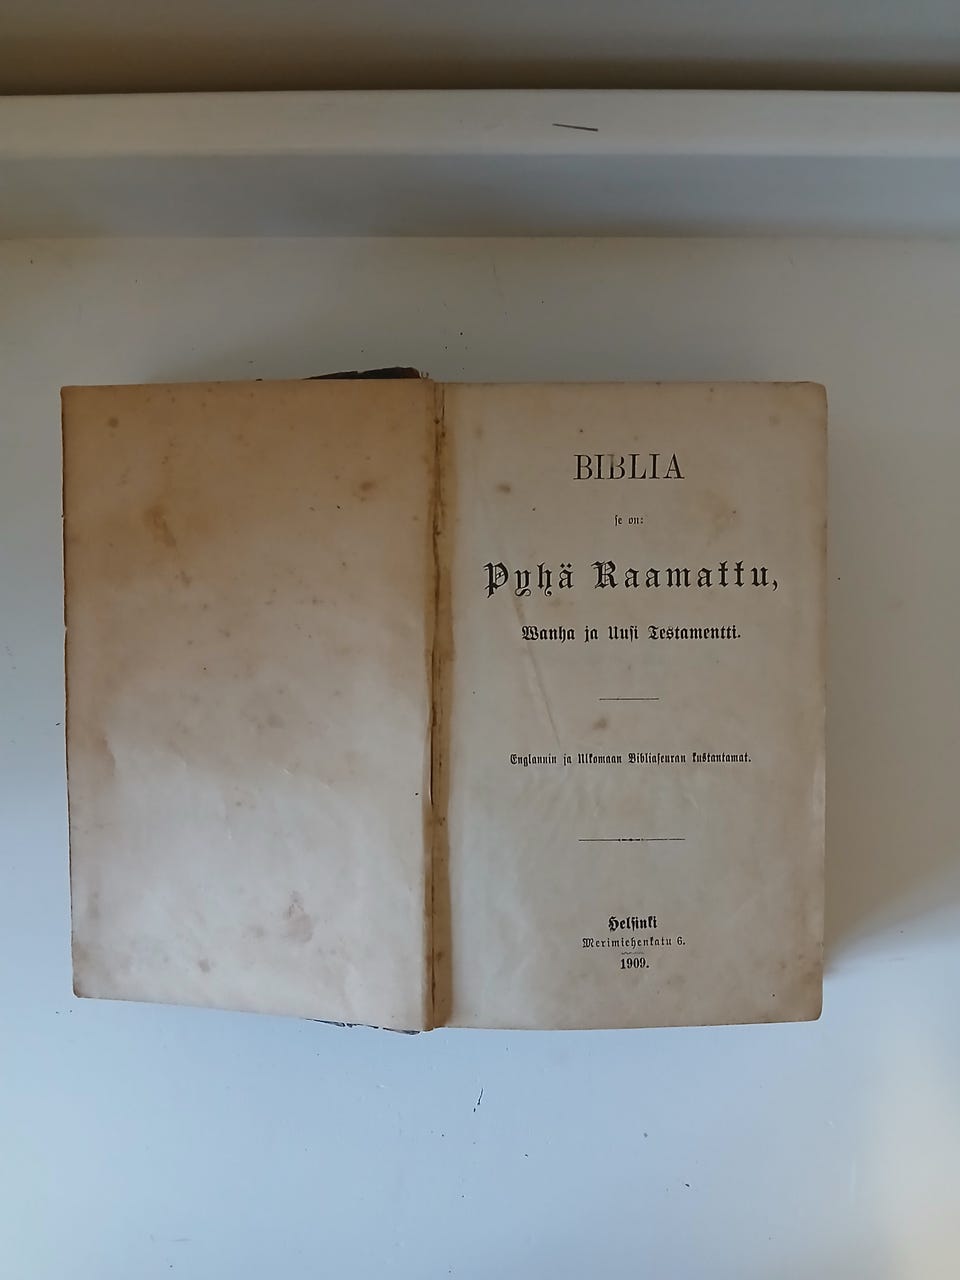 BIBLIA
se on:
Pyhä Raamattu,
Wanha ja Uusi Testamentti.
Englannin ja Ulkomaan Bibliaseuran kustantamat.
Helsinki
Merimiehenkatu 6.
1909.